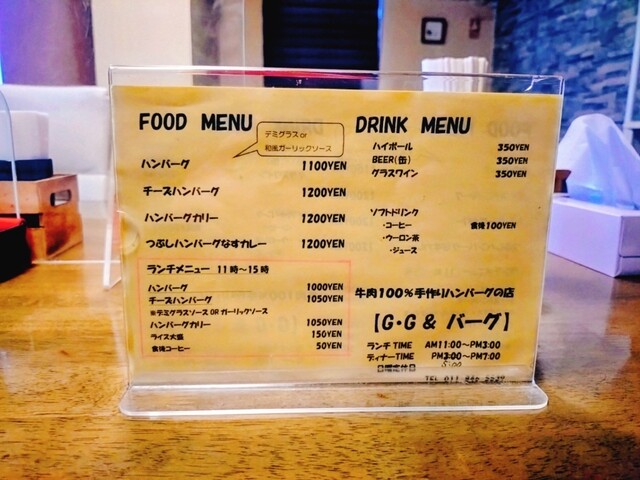 FOOD MENU
デミグラス or
和風ガーリックソース
ハンバーグ 1100YEN
チーズハンバーグ 1200YEN
ハンバーグカリー 1200YEN
つぶしハンバーグなすカレー 1200YEN
ランチメニュー 11時~15時
ハンバーグ 1000YEN
チーズハンバーグ 1050YEN
※デミグラスソース OR ガーリックソース
ハンバーグカリー 1050YEN
ライス大盛 150YEN
食後コーヒー 50YEN
DRINK MENU
ハイボール 350YEN
BEER(缶) 350YEN
グラスワイン 350YEN
ソフトドリンク
・コーヒー 食後100YEN
・ウーロン茶
・ジュース
牛肉100%手作りハンバーグの店
【G・G & バーグ】
ランチ TIME AM11:00~PM3:00
ディナーTIME PM3:00~PM7:00
8:00
日曜定休日
TEL 011